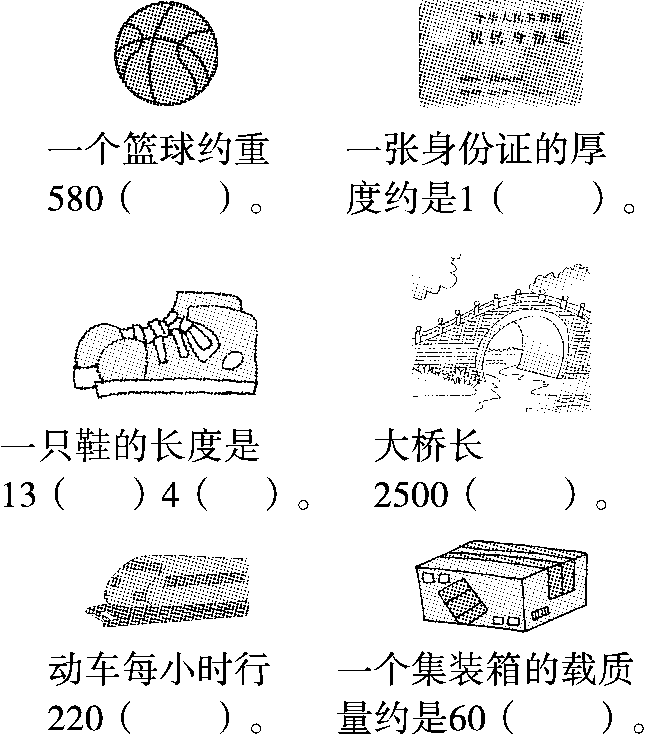 一个篮球约重
580（　　）。
一张身份证的厚
度约是1（　　）。
一只鞋的长度是
13（　　）4（　　）。
大桥长
2500（　　）。
动车每小时行
220（　　）。
一个集装箱的载质
量约是60（　　）。